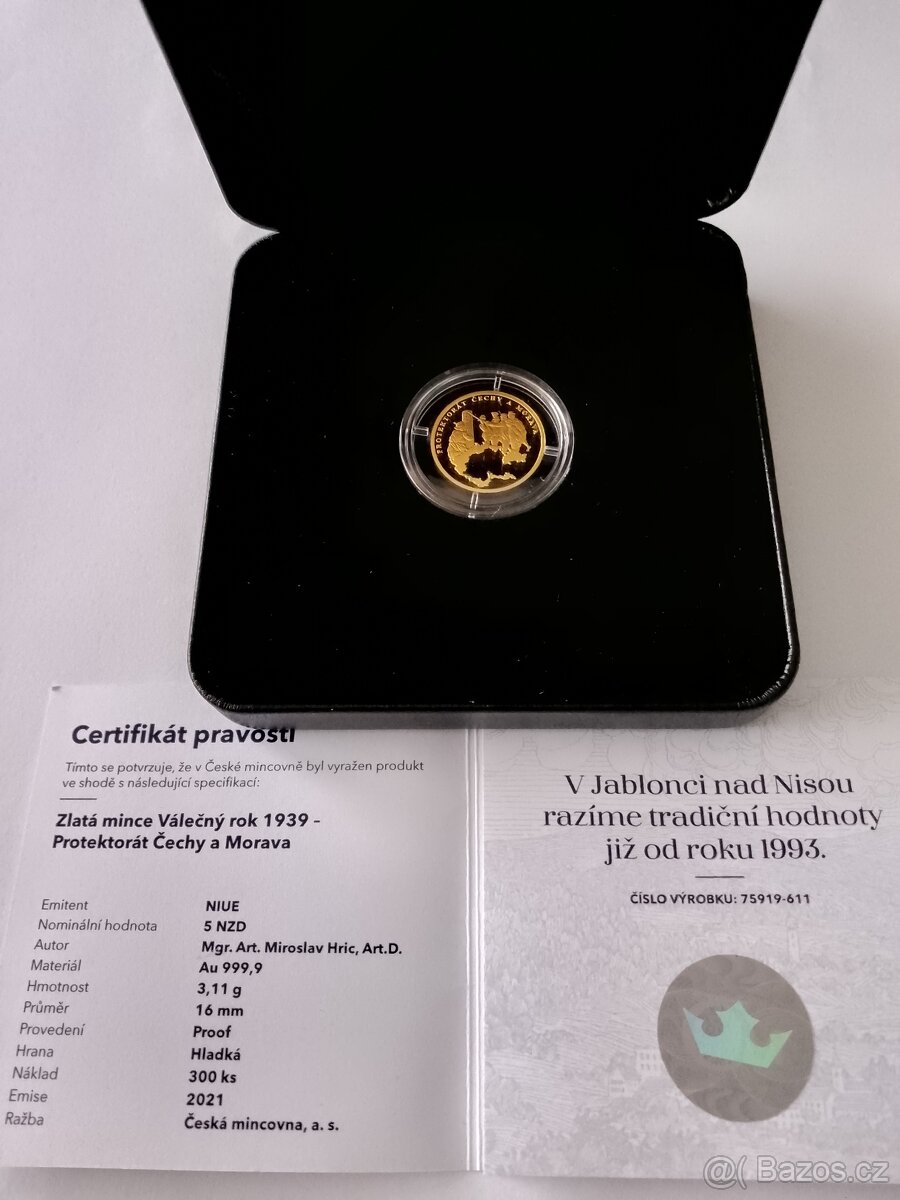 PROTEKTORÁT ČECHY A MORAVA
Certifikát pravosti
Tímto se potvrzuje, že v České mincovně byl vyražen produkt
ve shodě s následující specifikací:
Zlatá mince Válečný rok 1939 –
Protektorát Čechy a Morava
Emitent NIUE
Nominální hodnota 5 NZD
Autor Mgr. Art. Miroslav Hric, Art.D.
Materiál Au 999,9
Hmotnost 3,11 g
Průměr 16 mm
Provedení Proof
Hrana Hladká
Náklad 300 ks
Emise 2021
Ražba Česká mincovna, a. s.
V Jablonci nad Nisou
razíme tradiční hodnoty
již od roku 1993.
ČÍSLO VÝROBKU: 75919-611
@( Bazos.cz